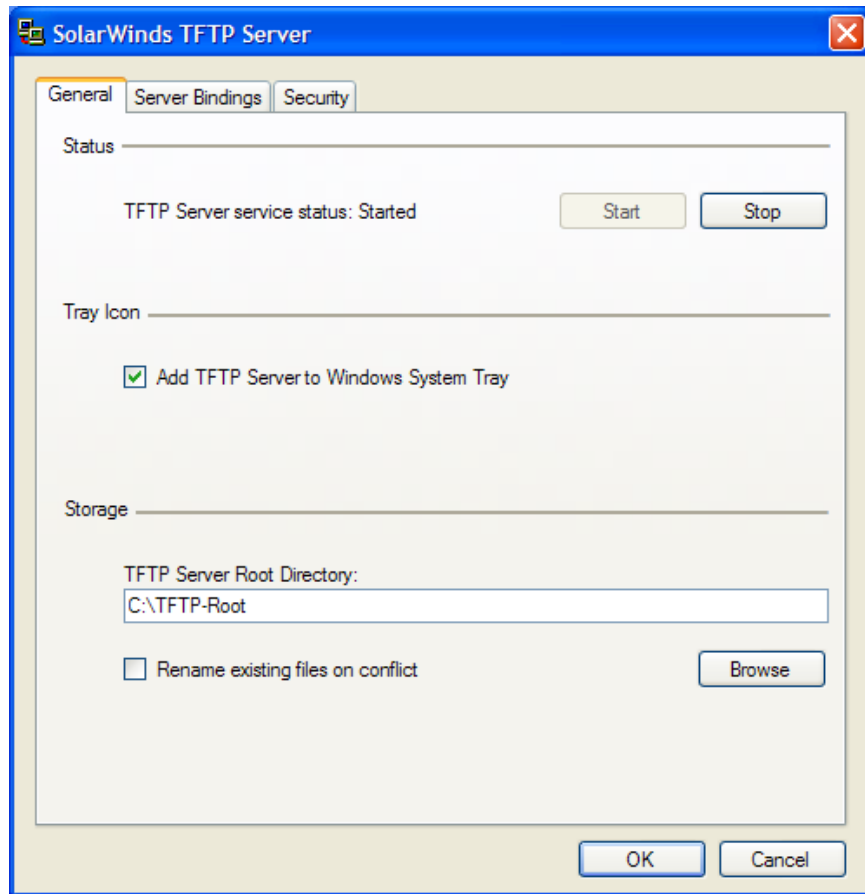 SolarWinds TFTP Server
General Server Bindings Security
Status
TFTP Server service status: Started Start Stop
Tray Icon
Add TFTP Server to Windows System Tray
Storage
TFTP Server Root Directory:
C:\TFTP-Root
Rename existing files on conflict Browse
OK Cancel